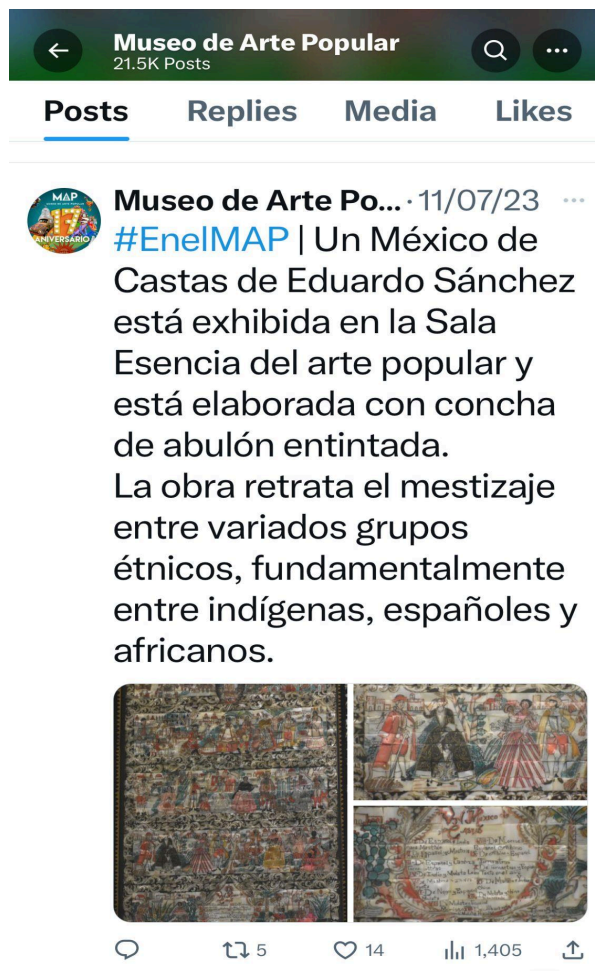 Museo de Arte Popular
21.5K Posts
Posts Replies Media Likes
MAP
17
ANIVERSARIO
Museo de Arte Po... · 11/07/23
#EnelMAP | Un México de
Castas de Eduardo Sánchez
está exhibida en la Sala
Esencia del arte popular y
está elaborada con concha
de abulón entintada.
La obra retrata el mestizaje
entre variados grupos
étnicos, fundamentalmente
entre indígenas, españoles y
africanos.
5 14 1,405